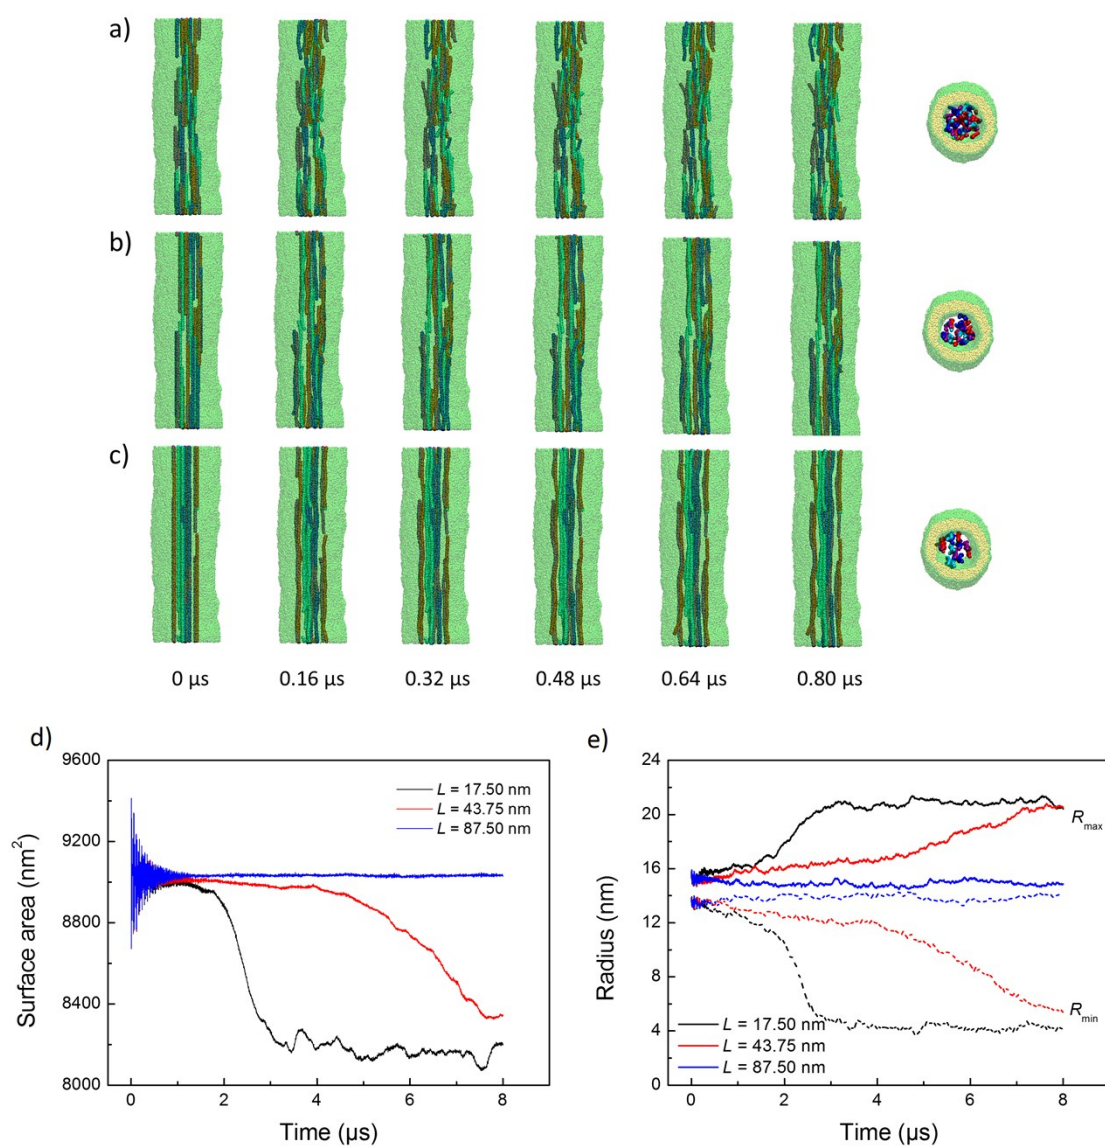 a)
b)
c)
0 µs 0.16 µs 0.32 µs 0.48 µs 0.64 µs 0.80 µs
d)
9600
9200
8800
8400
8000
Surface area (nm²)
L = 17.50 nm
L = 43.75 nm
L = 87.50 nm
0 2 4 6 8
Time (µs)
e)
24
20
16
12
8
4
0
Radius (nm)
Rmax
Rmin
L = 17.50 nm
L = 43.75 nm
L = 87.50 nm
0 2 4 6 8
Time (µs)